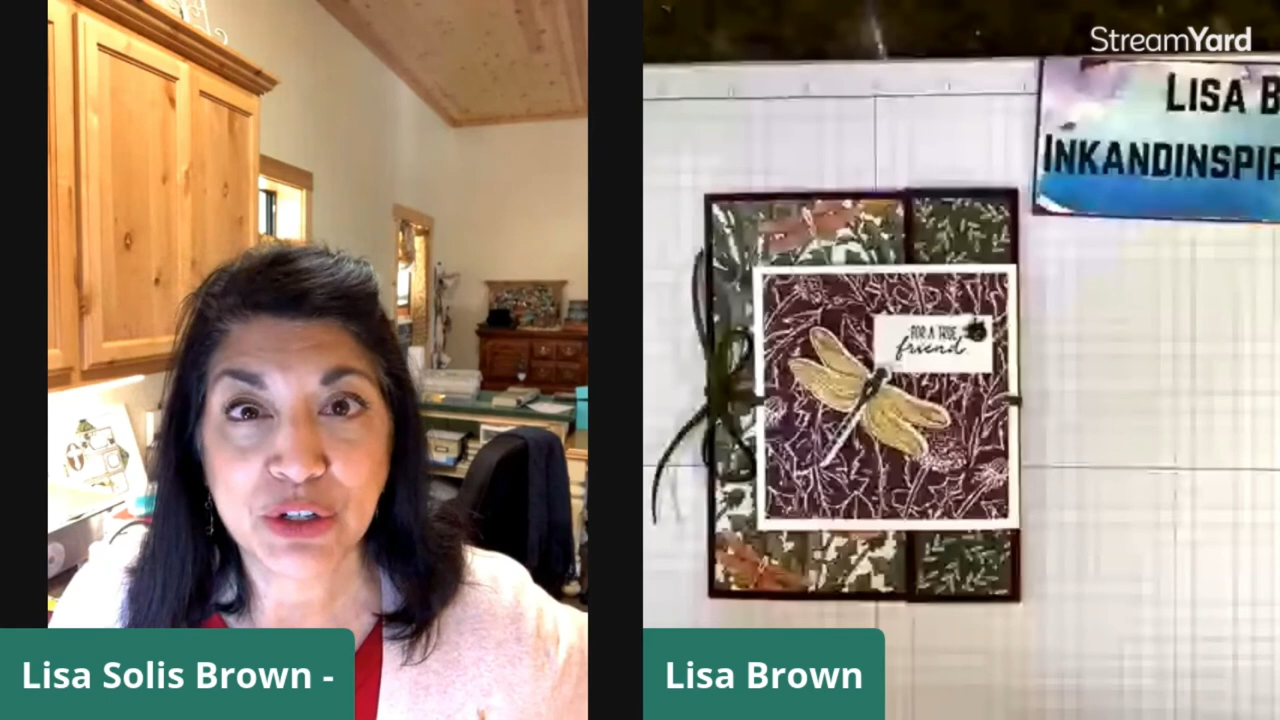 StreamYard
LISA B
INKANDINSPIR
FOR A TRUE
friend
Lisa Solis Brown -
Lisa Brown